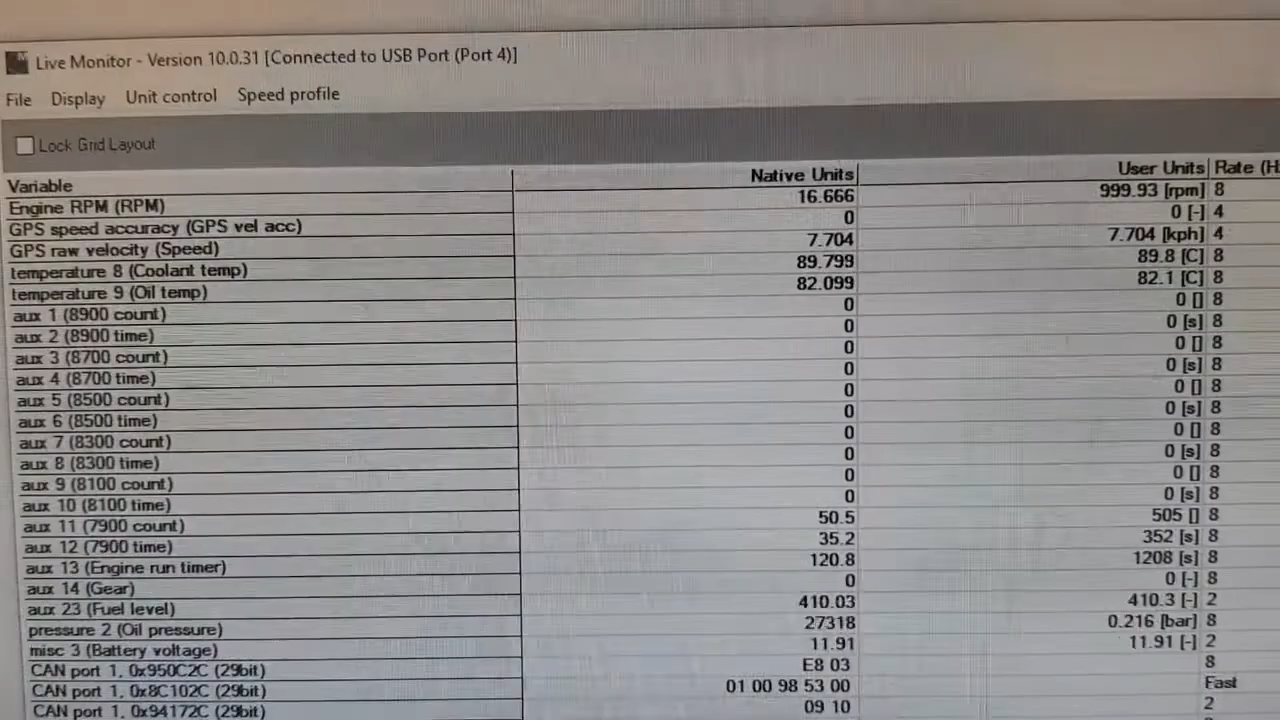 Live Monitor - Version 10.0.31 [Connected to USB Port (Port 4)]
File Display Unit control Speed profile
Lock Grid Layout
Variable Native Units User Units Rate (H
Engine RPM (RPM) 16.666 999.93 [rpm] 8
GPS speed accuracy (GPS vel acc) 0 0 [-] 4
GPS raw velocity (Speed) 7.704 7.704 [kph] 4
temperature 8 (Coolant temp) 89.799 89.8 [C] 8
temperature 9 (Oil temp) 82.099 82.1 [C] 8
aux 1 (8900 count) 0 0 [] 8
aux 2 (8900 time) 0 0 [s] 8
aux 3 (8700 count) 0 0 [] 8
aux 4 (8700 time) 0 0 [s] 8
aux 5 (8500 count) 0 0 [] 8
aux 6 (8500 time) 0 0 [s] 8
aux 7 (8300 count) 0 0 [] 8
aux 8 (8300 time) 0 0 [s] 8
aux 9 (8100 count) 0 0 [] 8
aux 10 (8100 time) 0 0 [s] 8
aux 11 (7900 count) 50.5 505 [] 8
aux 12 (7900 time) 35.2 352 [s] 8
aux 13 (Engine run timer) 120.8 1208 [s] 8
aux 14 (Gear) 0 0 [-] 8
aux 23 (Fuel level) 410.03 410.3 [-] 2
pressure 2 (Oil pressure) 27318 0.216 [bar] 8
misc 3 (Battery voltage) 11.91 11.91 [-] 2
CAN port 1, 0x950C2C (29bit) E8 03 8
CAN port 1, 0x8C102C (29bit) 01 00 98 53 00 Fast
CAN port 1, 0x94172C (29bit) 09 10 2